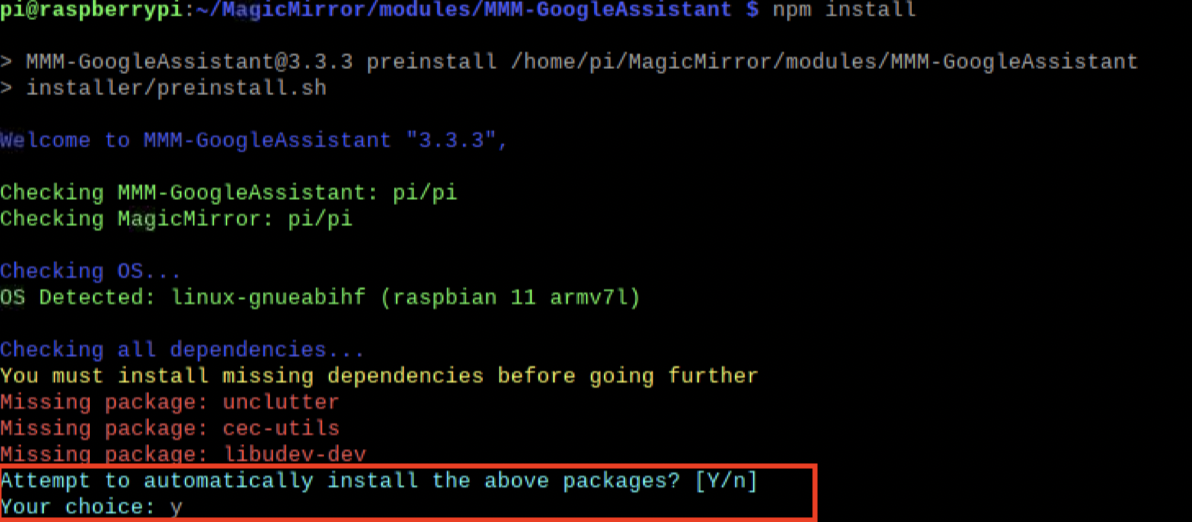 pi@raspberrypi:~/MagicMirror/modules/MMM-GoogleAssistant $ npm install
> MMM-GoogleAssistant@3.3.3 preinstall /home/pi/MagicMirror/modules/MMM-GoogleAssistant
> installer/preinstall.sh
Welcome to MMM-GoogleAssistant "3.3.3",
Checking MMM-GoogleAssistant: pi/pi
Checking MagicMirror: pi/pi
Checking OS...
OS Detected: linux-gnueabihf (raspbian 11 armv7l)
Checking all dependencies...
You must install missing dependencies before going further
Missing package: unclutter
Missing package: cec-utils
Missing package: libudev-dev
Attempt to automatically install the above packages? [Y/n]
Your choice: y